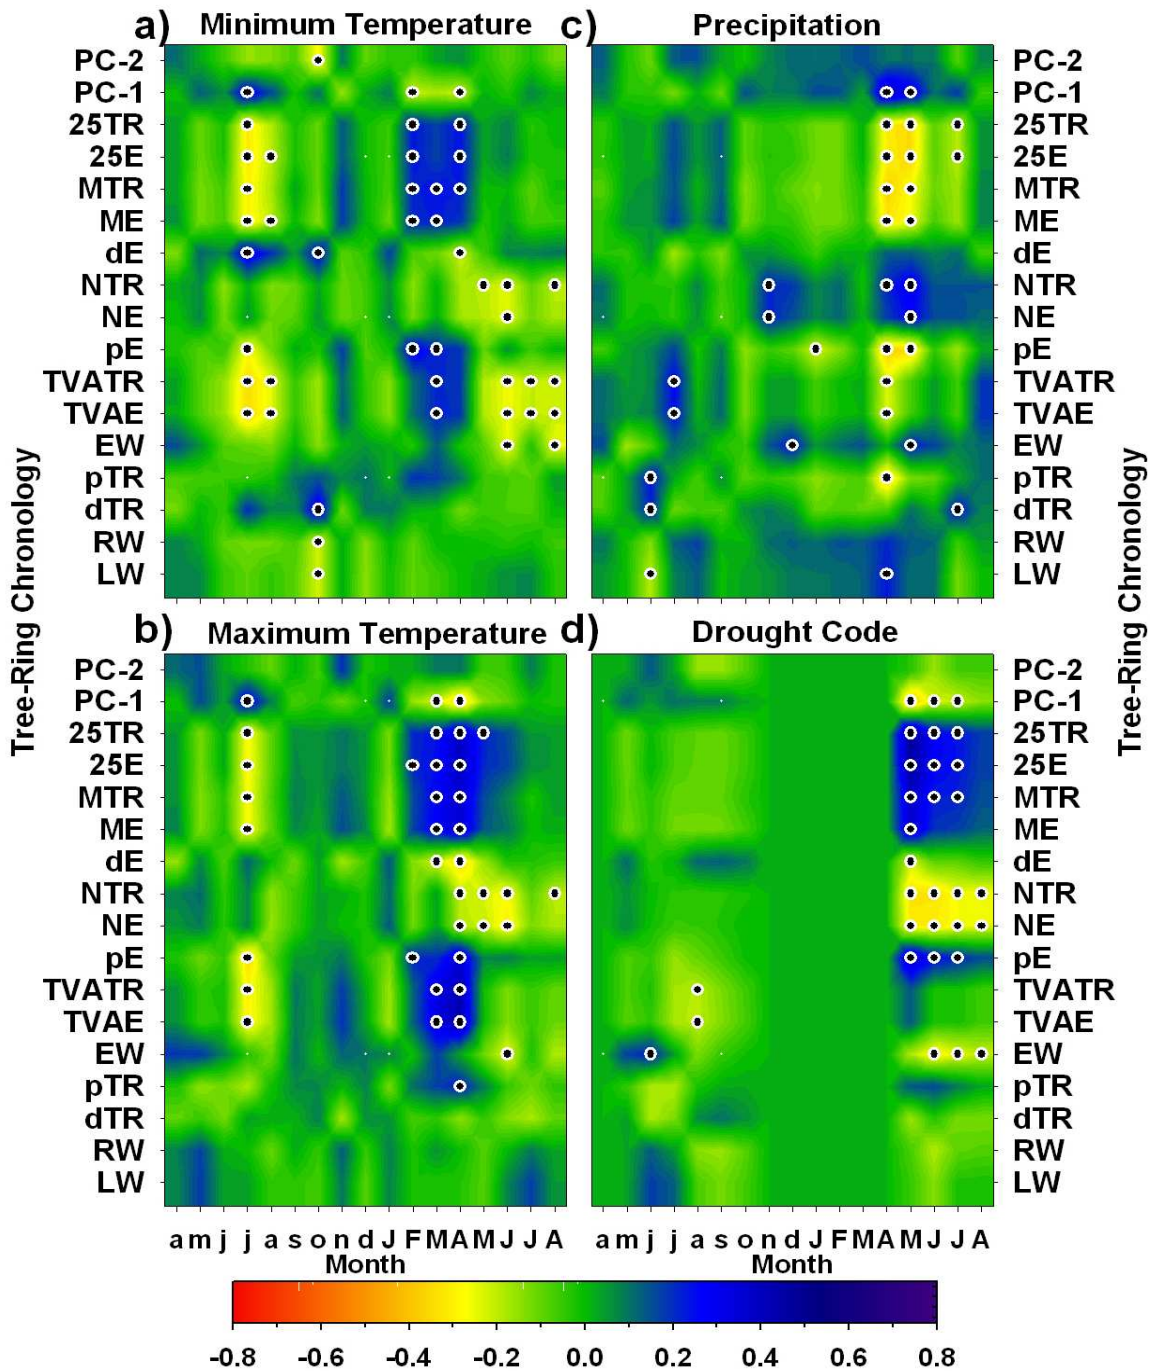 a) Minimum Temperature c) Precipitation
PC-2 PC-2
PC-1 PC-1
25TR 25TR
25E 25E
MTR MTR
ME ME
dE dE
NTR NTR
NE NE
pE pE
TVATR TVATR
TVAE TVAE
EW EW
pTR pTR
dTR dTR
RW RW
LW LW
Tree-Ring Chronology
Tree-Ring Chronology
b) Maximum Temperature d) Drought Code
PC-2 PC-2
PC-1 PC-1
25TR 25TR
25E 25E
MTR MTR
ME ME
dE dE
NTR NTR
NE NE
pE pE
TVATR TVATR
TVAE TVAE
EW EW
pTR pTR
dTR dTR
RW RW
LW LW
a m j j a s o n d J F M A M J J A a m j j a s o n d J F M A M J J A
Month Month
-0.8 -0.6 -0.4 -0.2 0.0 0.2 0.4 0.6 0.8